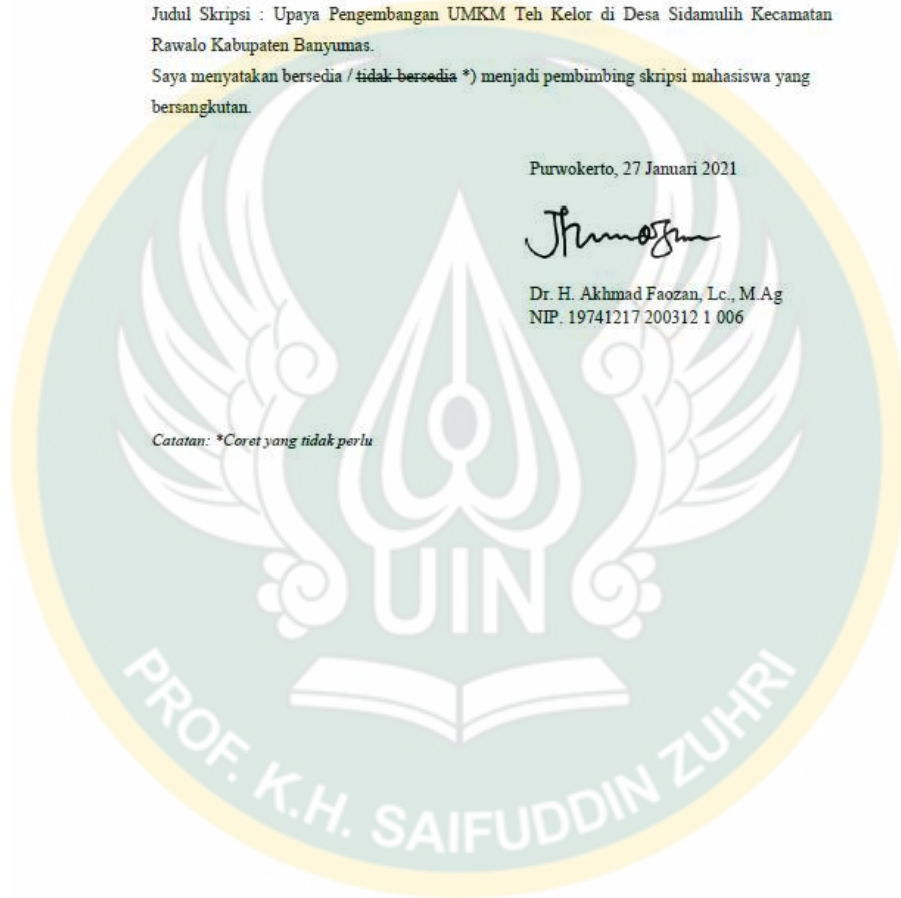 Judul Skripsi : Upaya Pengembangan UMKM Teh Kelor di Desa Sidamulih Kecamatan
Rawalo Kabupaten Banyumas.
Saya menyatakan bersedia / tidak bersedia *) menjadi pembimbing skripsi mahasiswa yang
bersangkutan.
Purwokerto, 27 Januari 2021
Dr. H. Akhmad Faozan, Lc., M.Ag
NIP. 19741217 200312 1 006
Catatan: *Coret yang tidak perlu
UIN
PROF. K.H. SAIFUDDIN ZUHRI